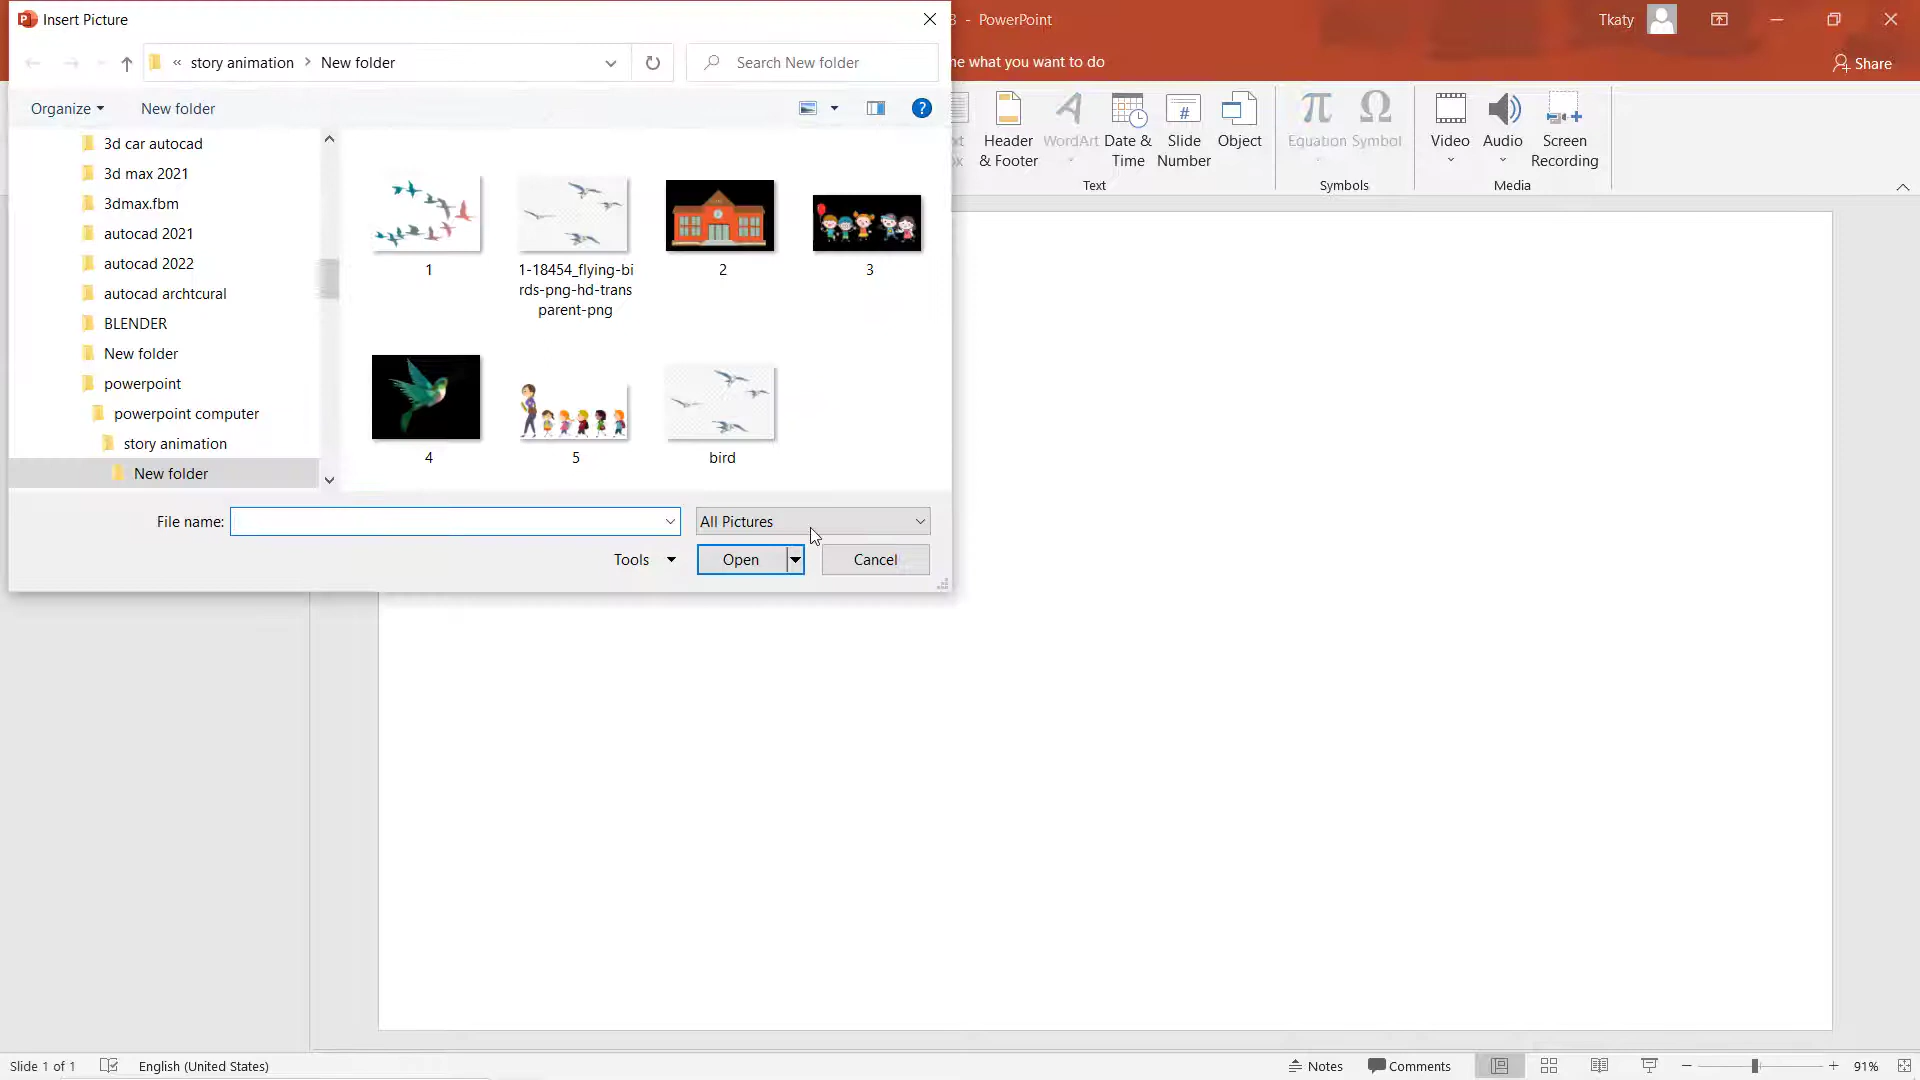 Insert Picture
3 - PowerPoint
Tkaty
« story animation > New folder
Search New folder
me what you want to do
Share
Organize
New folder
Header
& Footer
WordArt
Date &
Time
Slide
Number
Object
Equation
Symbol
Video
Audio
Screen
Recording
Text
Symbols
Media
3d car autocad
3d max 2021
3dmax.fbm
autocad 2021
autocad 2022
autocad archtcural
BLENDER
New folder
powerpoint
powerpoint computer
story animation
New folder
1
1-18454_flying-bi
rds-png-hd-trans
parent-png
2
3
4
5
bird
File name:
All Pictures
Tools
Open
Cancel
Slide 1 of 1
English (United States)
Notes
Comments
91%